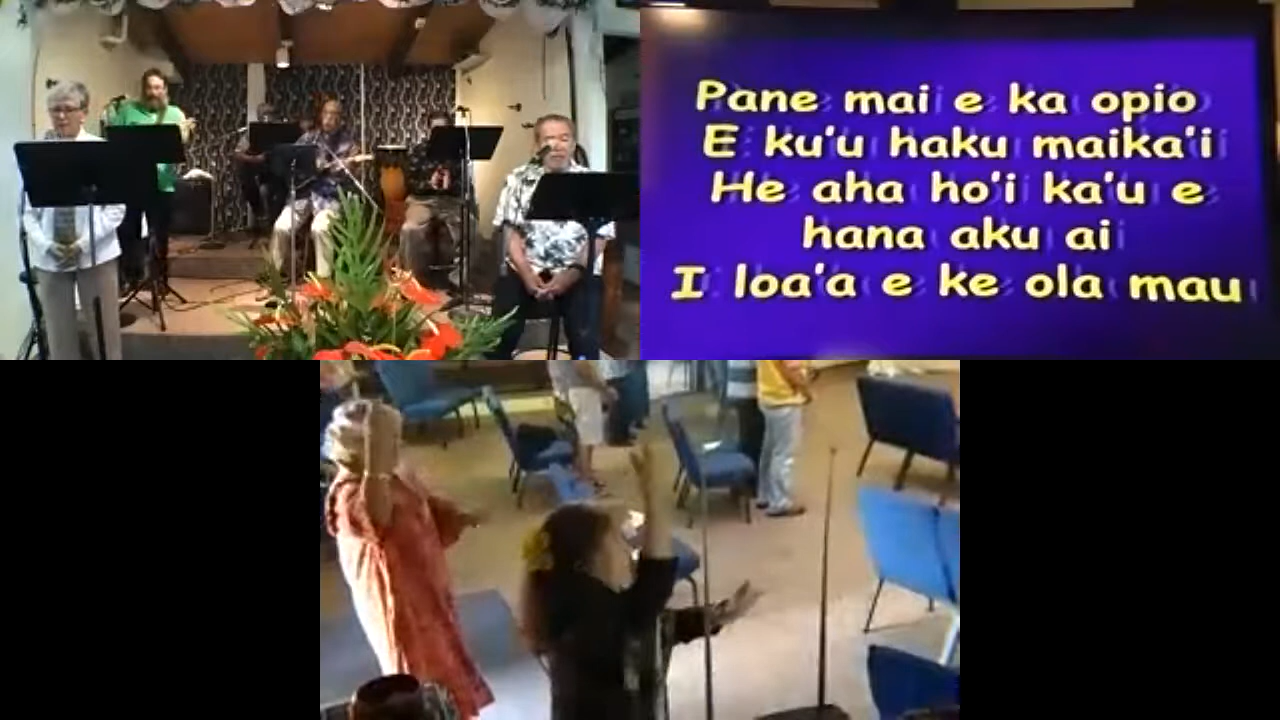 Pane mai e ka opio
E ku'u haku maika'i
He aha ho'i ka'u e
hana aku ai
I loa'a e ke ola mau